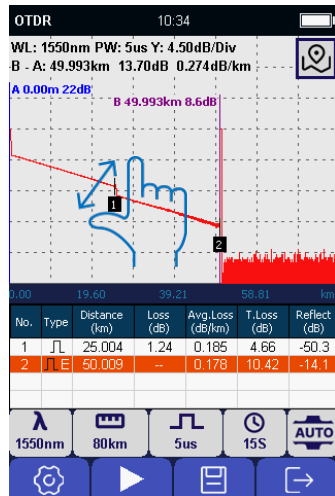 OTDR 10:34
WL: 1550nm PW: 5us Y: 4.50dB/Div
B - A: 49.993km 13.70dB 0.274dB/km
A 0.00m 22dB
B 49.993km 8.6dB
1
2
0.00 19.60 39.21 58.81 km
No. Type Distance (km) Loss (dB) Avg.Loss (dB/km) T.Loss (dB) Reflect (dB)
1 25.004 1.24 0.185 4.66 -50.3
2 E 50.009 -- 0.178 10.42 -14.1
λ AUTO
1550nm 80km 5us 15S